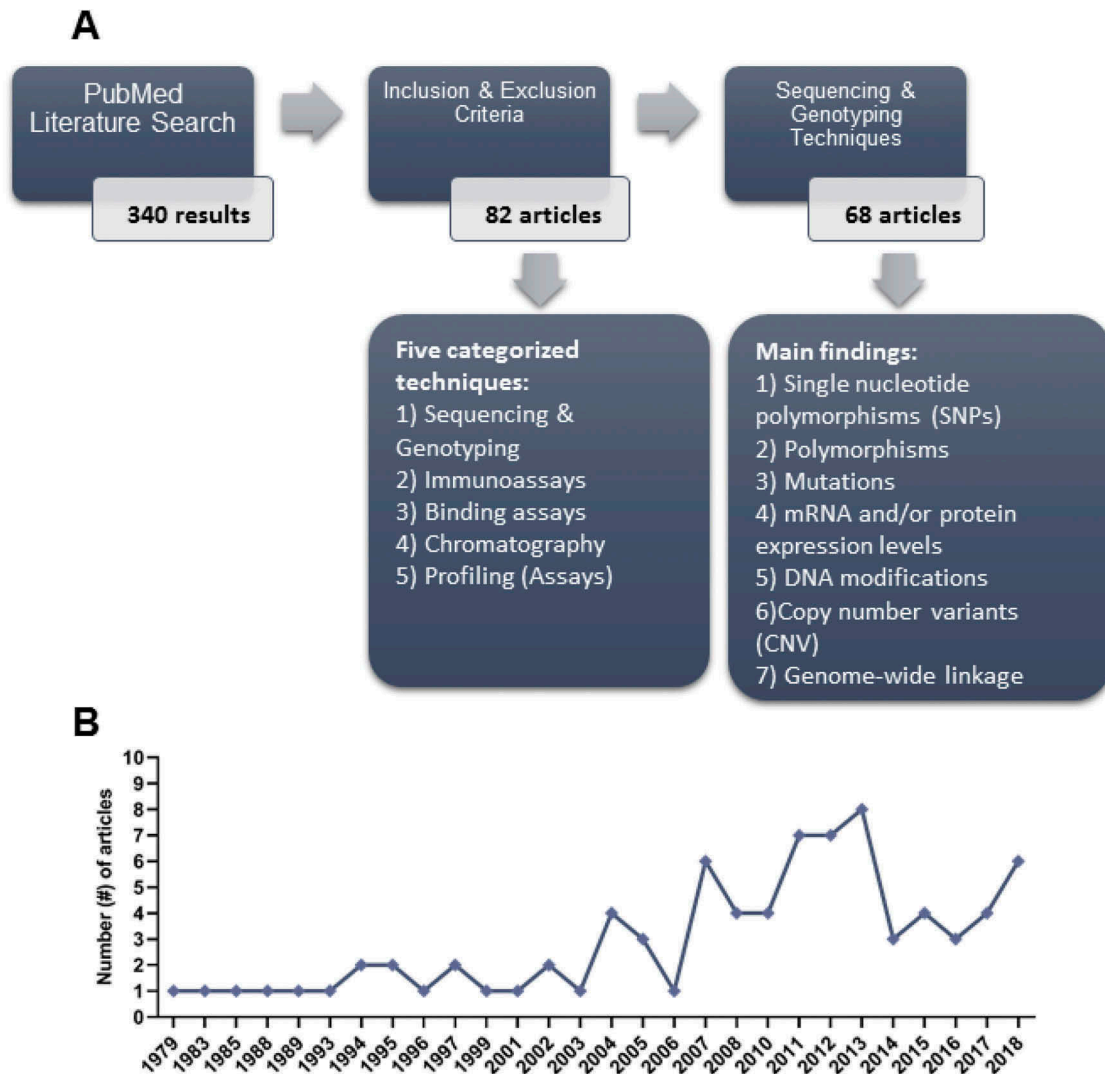 A
PubMed
Literature Search
340 results
Inclusion & Exclusion
Criteria
82 articles
Sequencing &
Genotyping
Techniques
68 articles
Five categorized
techniques:
1) Sequencing &
Genotyping
2) Immunoassays
3) Binding assays
4) Chromatography
5) Profiling (Assays)
Main findings:
1) Single nucleotide
polymorphisms (SNPs)
2) Polymorphisms
3) Mutations
4) mRNA and/or protein
expression levels
5) DNA modifications
6)Copy number variants
(CNV)
7) Genome-wide linkage
B
Number (#) of articles
10
9
8
7
6
5
4
3
2
1
0
1979
1983
1985
1988
1989
1993
1994
1995
1996
1997
1999
2001
2002
2003
2004
2005
2006
2007
2008
2010
2011
2012
2013
2014
2015
2016
2017
2018